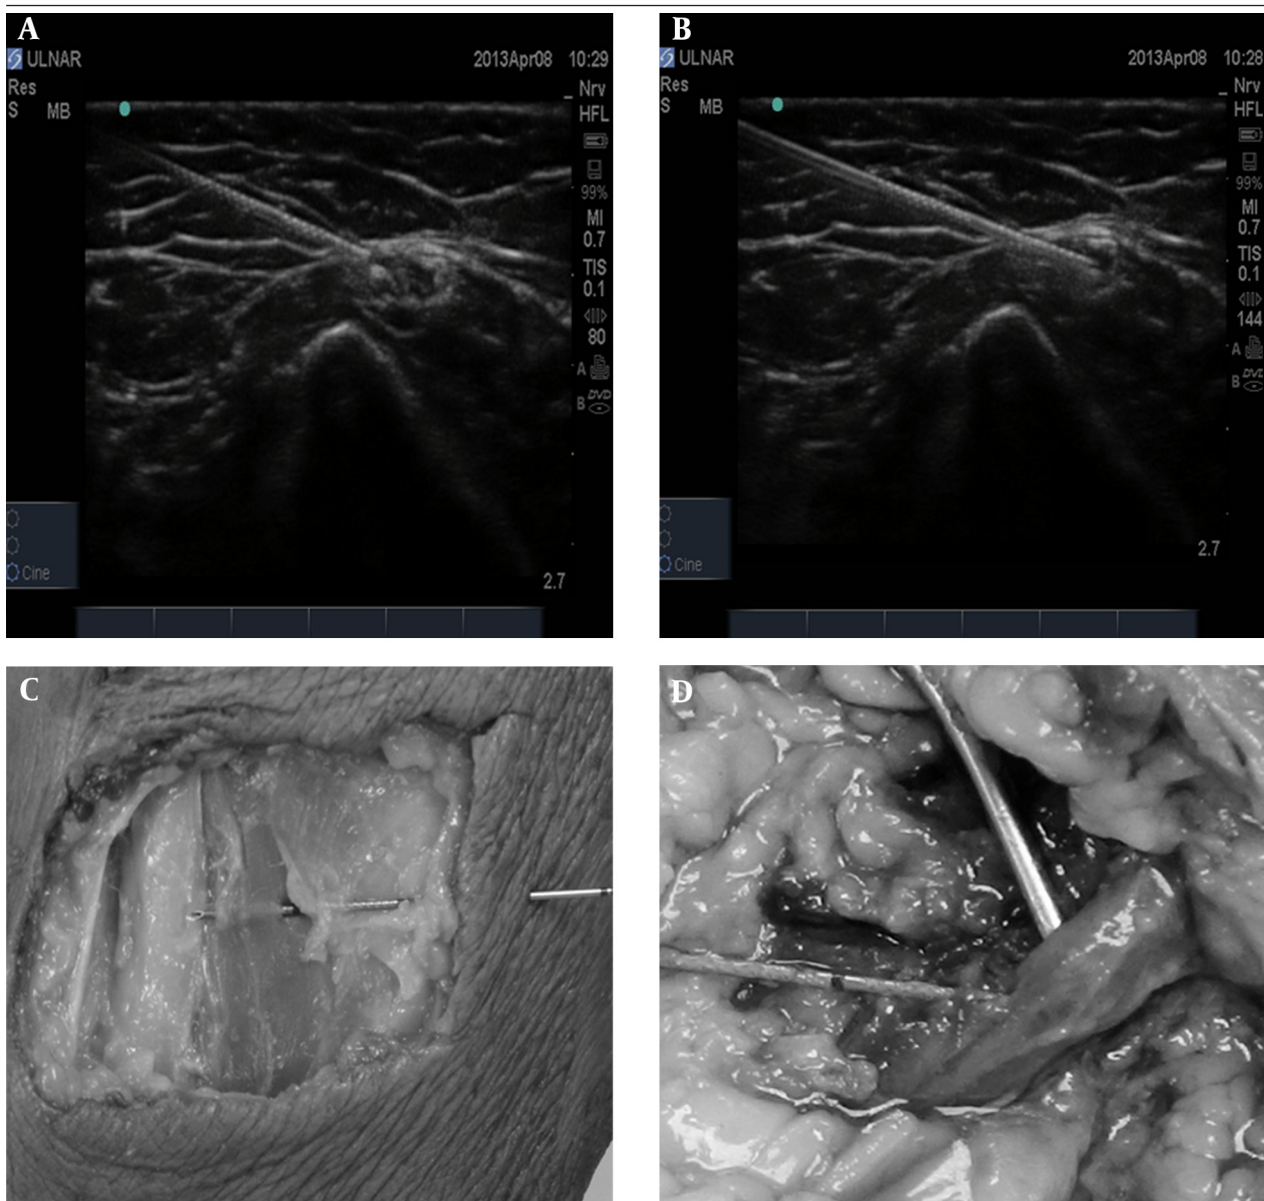 A
ULNAR
2013Apr08 10:29
Res
S MB
Nrv
HFL
99%
MI
0.7
TIS
0.1
80
A
B DVD
Cine
2.7
B
ULNAR
2013Apr08 10:28
Res
S MB
Nrv
HFL
99%
MI
0.7
TIS
0.1
144
A
B DVD
Cine
2.7
C
D